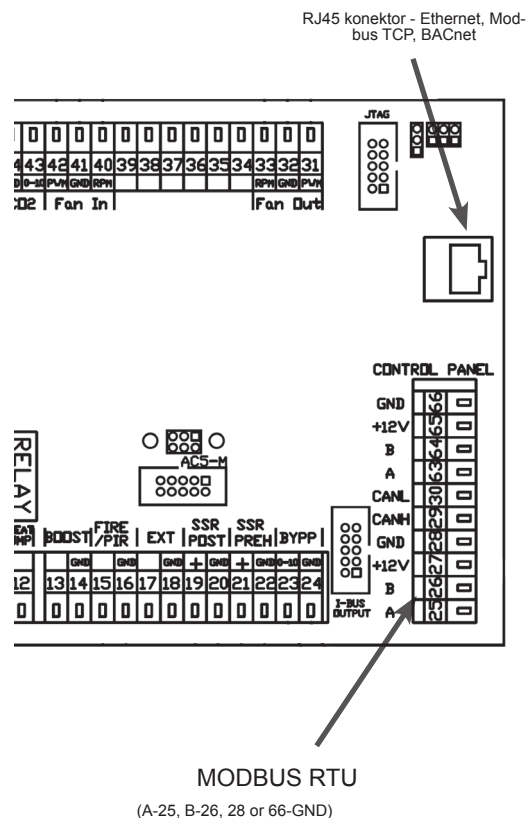 RJ45 konektor - Ethernet, Mod-
bus TCP, BACnet
JTAG
43 42 41 40 39 38 37 36 35 34 33 32 31
0-10 PWM GND RPM RPM GND PWM
CO2 Fan In Fan Out
CONTROL PANEL
GND 66
+12V 65
B 64
A 63
CANL 30
CANH 29
GND 28
+12V 27
B 26
A 25
RELAY
AC5-M
BOOST FIRE
/PIR EXT SSR
POST SSR
PREH BYPP
GND GND GND + GND + GND 0-10 GND
12 13 14 15 16 17 18 19 20 21 22 23 24
I-BUS
OUTPUT
MODBUS RTU
(A-25, B-26, 28 or 66-GND)